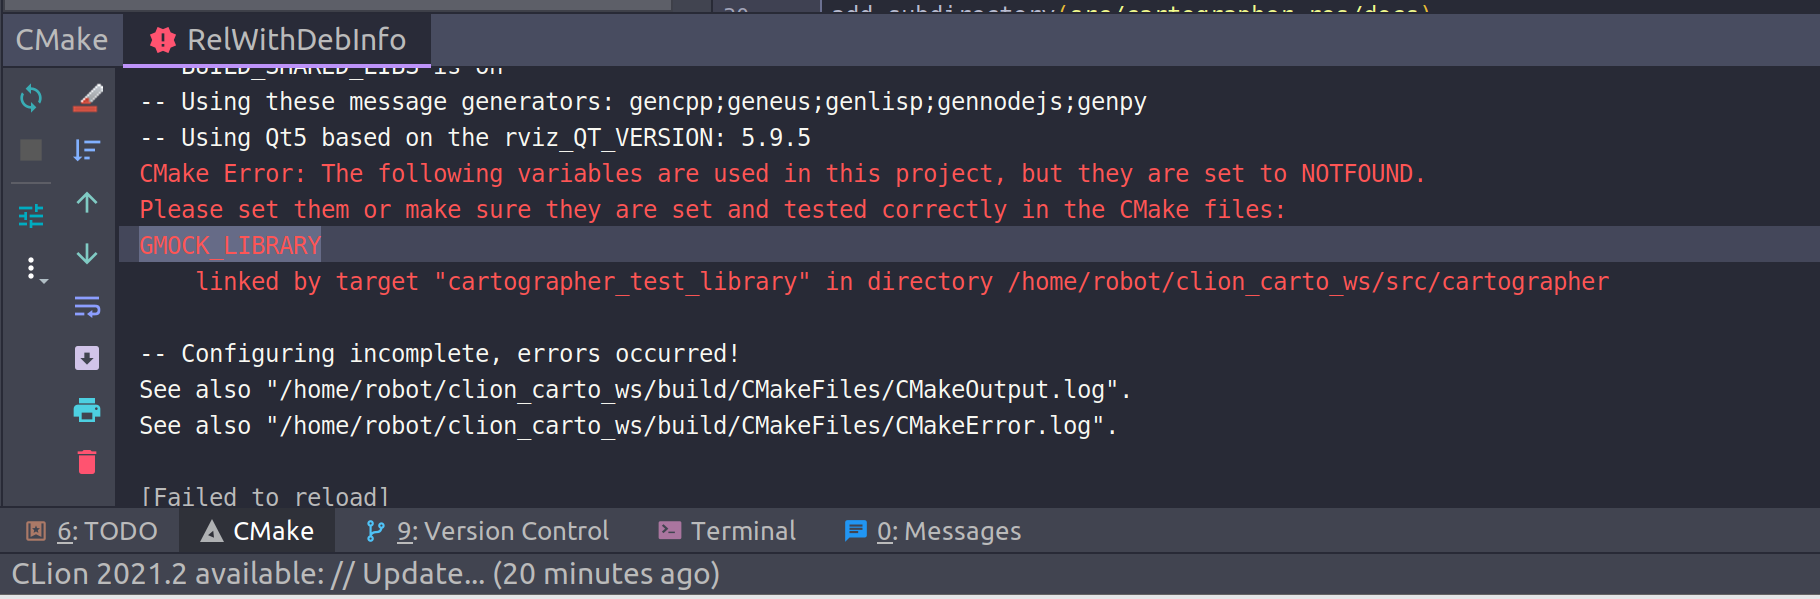 add_subdirectory(src/cartographer_ros/docs)
CMake
RelWithDebInfo
BUILD_SHARED_LIBS is on
-- Using these message generators: gencpp;geneus;genlisp;gennodejs;genpy
-- Using Qt5 based on the rviz_QT_VERSION: 5.9.5
CMake Error: The following variables are used in this project, but they are set to NOTFOUND.
Please set them or make sure they are set and tested correctly in the CMake files:
GMOCK_LIBRARY
linked by target "cartographer_test_library" in directory /home/robot/clion_carto_ws/src/cartographer
-- Configuring incomplete, errors occurred!
See also "/home/robot/clion_carto_ws/build/CMakeFiles/CMakeOutput.log".
See also "/home/robot/clion_carto_ws/build/CMakeFiles/CMakeError.log".
[Failed to reload]
6: TODO
CMake
9: Version Control
Terminal
0: Messages
CLion 2021.2 available: // Update... (20 minutes ago)